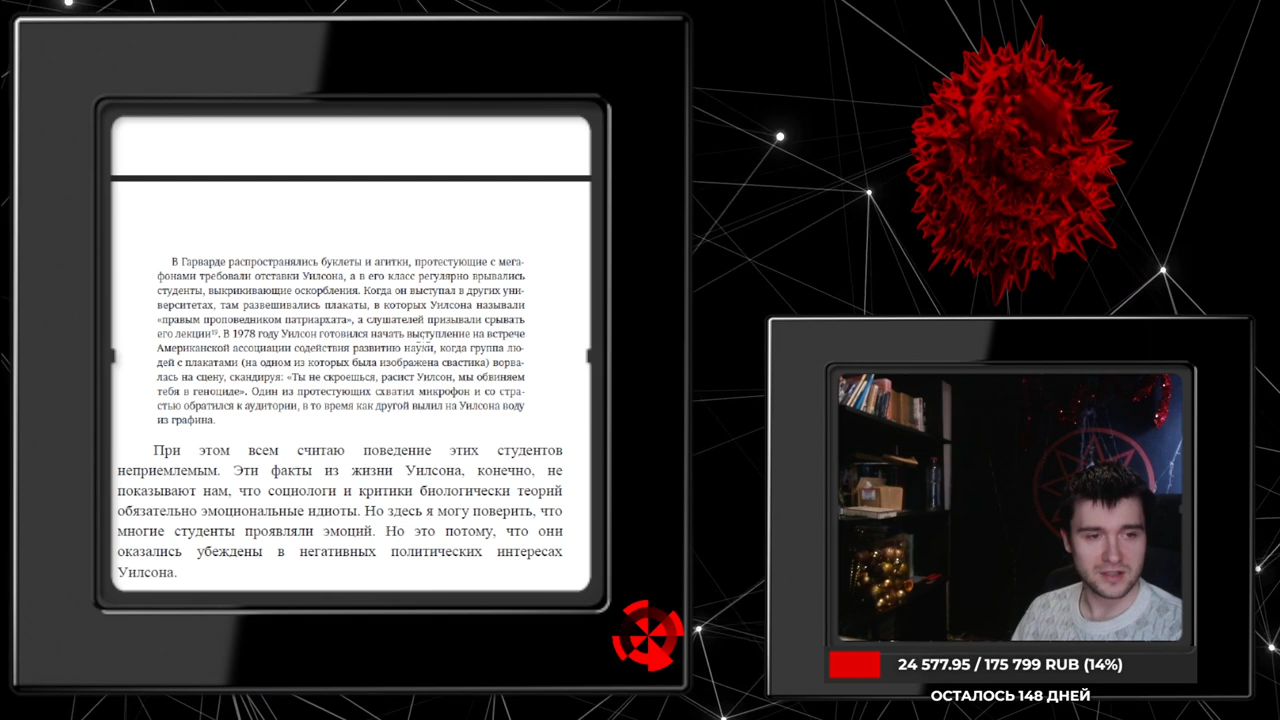 В Гарварде распространялись буклеты и агитки, протестующие с мега-
фонами требовали отставки Уилсона, а в его класс регулярно врывались
студенты, выкрикивающие оскорбления. Когда он выступал в других уни-
верситетах, там развешивались плакаты, в которых Уилсона называли
«правым проповедником патриархата», а слушателей призывали срывать
его лекции¹⁹. В 1978 году Уилсон готовился начать выступление на встрече
Американской ассоциации содействия развитию науки, когда группа лю-
дей с плакатами (на одном из которых была изображена свастика) ворва-
лась на сцену, скандируя: «Ты не скроешься, расист Уилсон, мы обвиняем
тебя в геноциде». Один из протестующих схватил микрофон и со стра-
стью обратился к аудитории, в то время как другой вылил на Уилсона воду
из графина.
При этом всем считаю поведение этих студентов
неприемлемым. Эти факты из жизни Уилсона, конечно, не
показывают нам, что социологи и критики биологически теорий
обязательно эмоциональные идиоты. Но здесь я могу поверить, что
многие студенты проявляли эмоций. Но это потому, что они
оказались убеждены в негативных политических интересах
Уилсона.
24 577.95 / 175 799 RUB (14%)
ОСТАЛОСЬ 148 ДНЕЙ